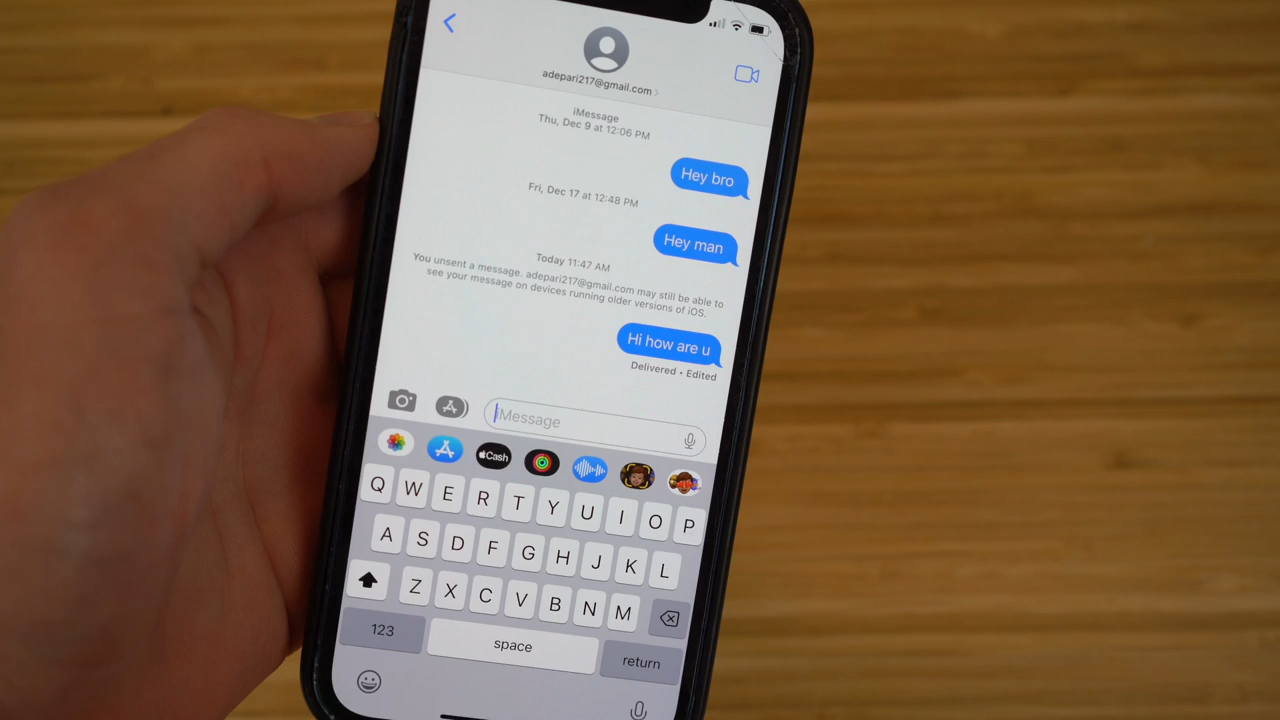 adepari217@gmail.com
iMessage
Thu, Dec 9 at 12:06 PM
Hey bro
Fri, Dec 17 at 12:48 PM
Hey man
Today 11:47 AM
You unsent a message. adepari217@gmail.com may still be able to
see your message on devices running older versions of iOS.
Hi how are u
Delivered • Edited
iMessage
Cash
Q W E R T Y U I O P
A S D F G H J K L
Z X C V B N M
123 space return